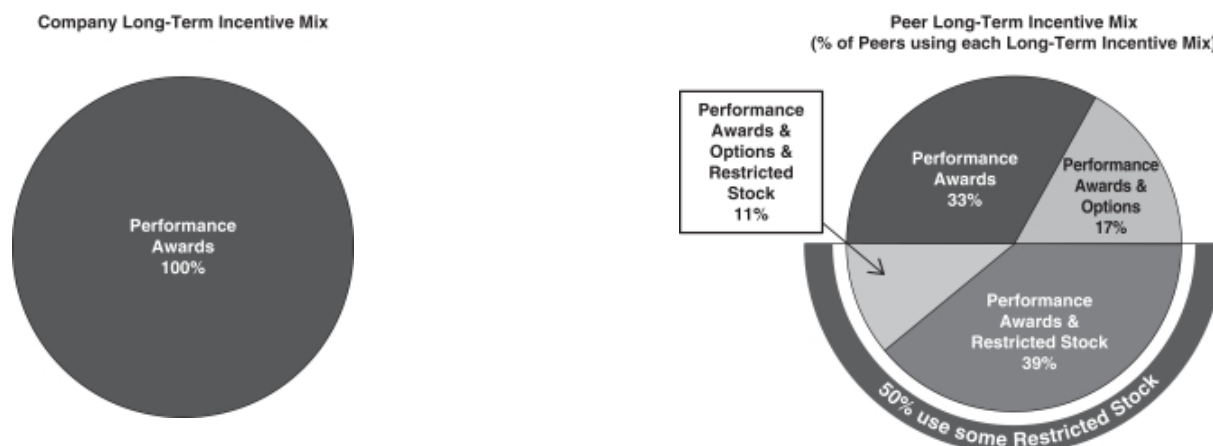 Company Long-Term Incentive Mix
Performance
Awards
100%
Peer Long-Term Incentive Mix
(% of Peers using each Long-Term Incentive Mix)
Performance
Awards &
Options &
Restricted
Stock
11%
Performance
Awards
33%
Performance
Awards &
Options
17%
Performance
Awards &
Restricted Stock
39%
50% use some Restricted Stock